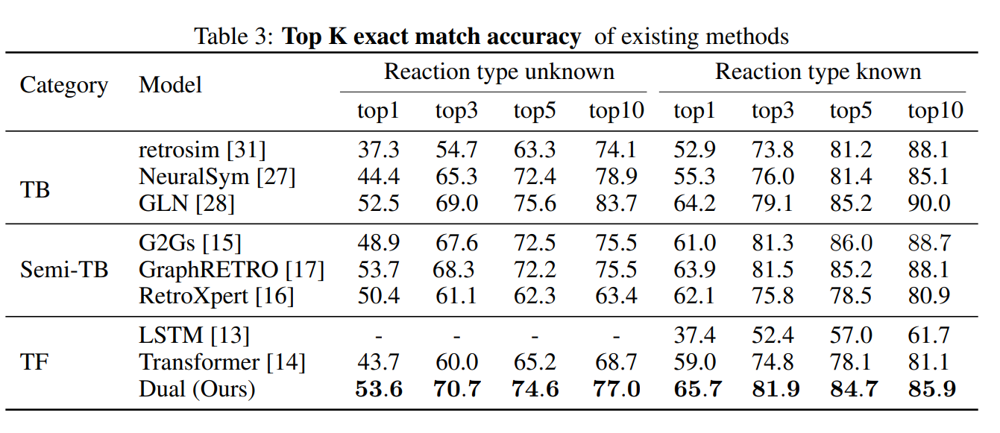 Table 3: Top K exact match accuracy of existing methods
Category Model Reaction type unknown Reaction type known
top1 top3 top5 top10 top1 top3 top5 top10
TB
retrosim [31] 37.3 54.7 63.3 74.1 52.9 73.8 81.2 88.1
NeuralSym [27] 44.4 65.3 72.4 78.9 55.3 76.0 81.4 85.1
GLN [28] 52.5 69.0 75.6 83.7 64.2 79.1 85.2 90.0
Semi-TB
G2Gs [15] 48.9 67.6 72.5 75.5 61.0 81.3 86.0 88.7
GraphRETRO [17] 53.7 68.3 72.2 75.5 63.9 81.5 85.2 88.1
RetroXpert [16] 50.4 61.1 62.3 63.4 62.1 75.8 78.5 80.9
TF
LSTM [13] - - - - 37.4 52.4 57.0 61.7
Transformer [14] 43.7 60.0 65.2 68.7 59.0 74.8 78.1 81.1
Dual (Ours) 53.6 70.7 74.6 77.0 65.7 81.9 84.7 85.9